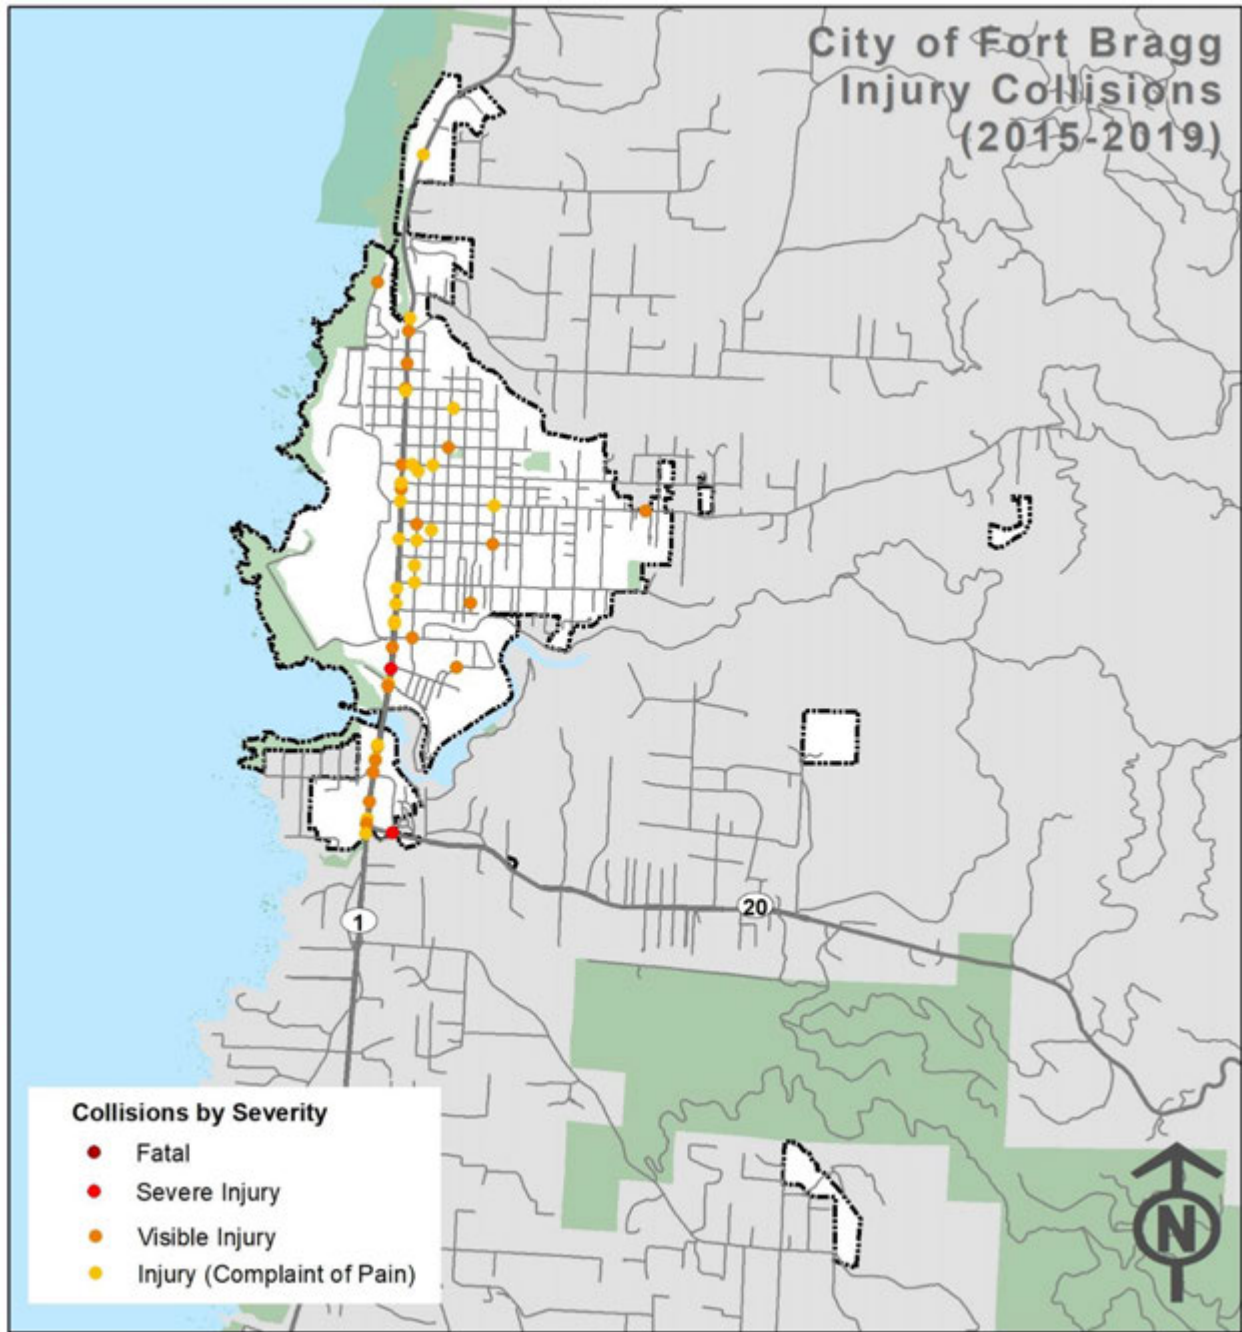 City of Fort Bragg
Injury Collisions
(2015-2019)
20
1
Collisions by Severity
Fatal
Severe Injury
Visible Injury
Injury (Complaint of Pain)
N